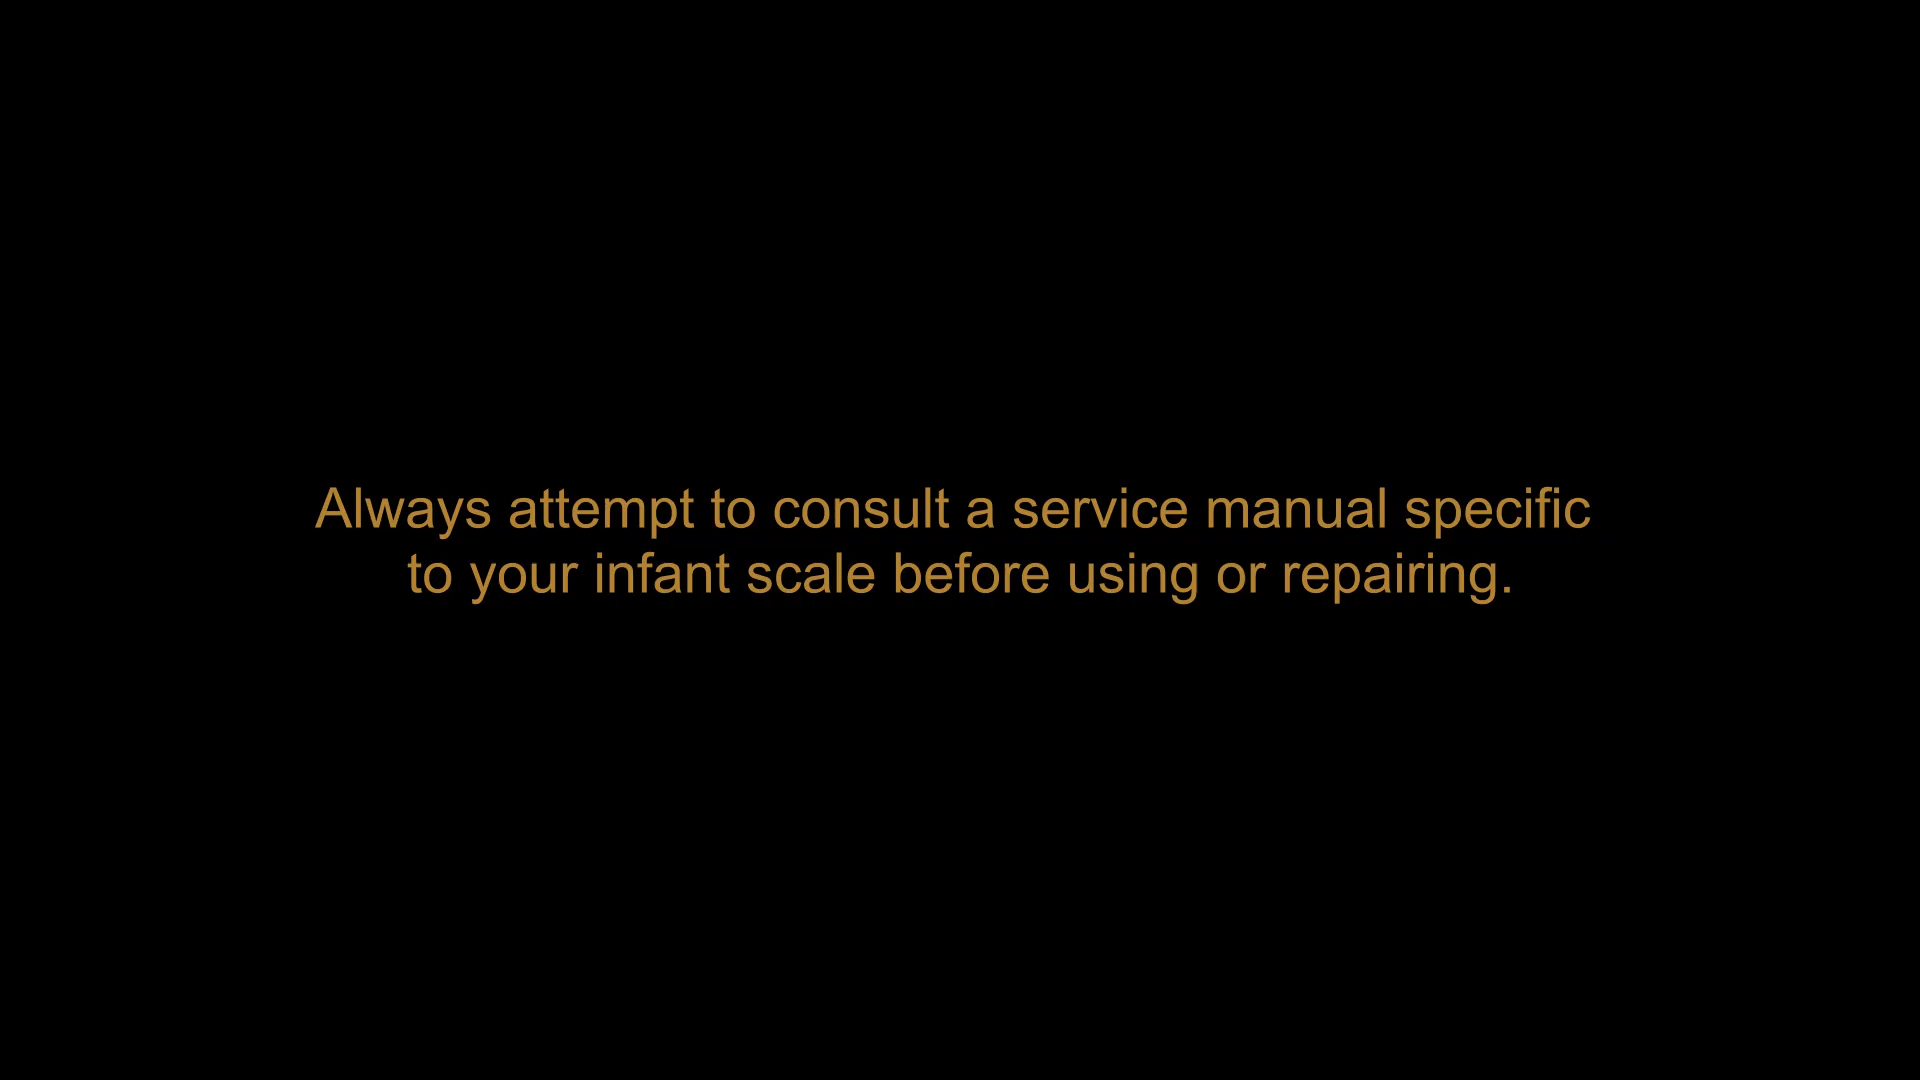 Always attempt to consult a service manual specific
to your infant scale before using or repairing.